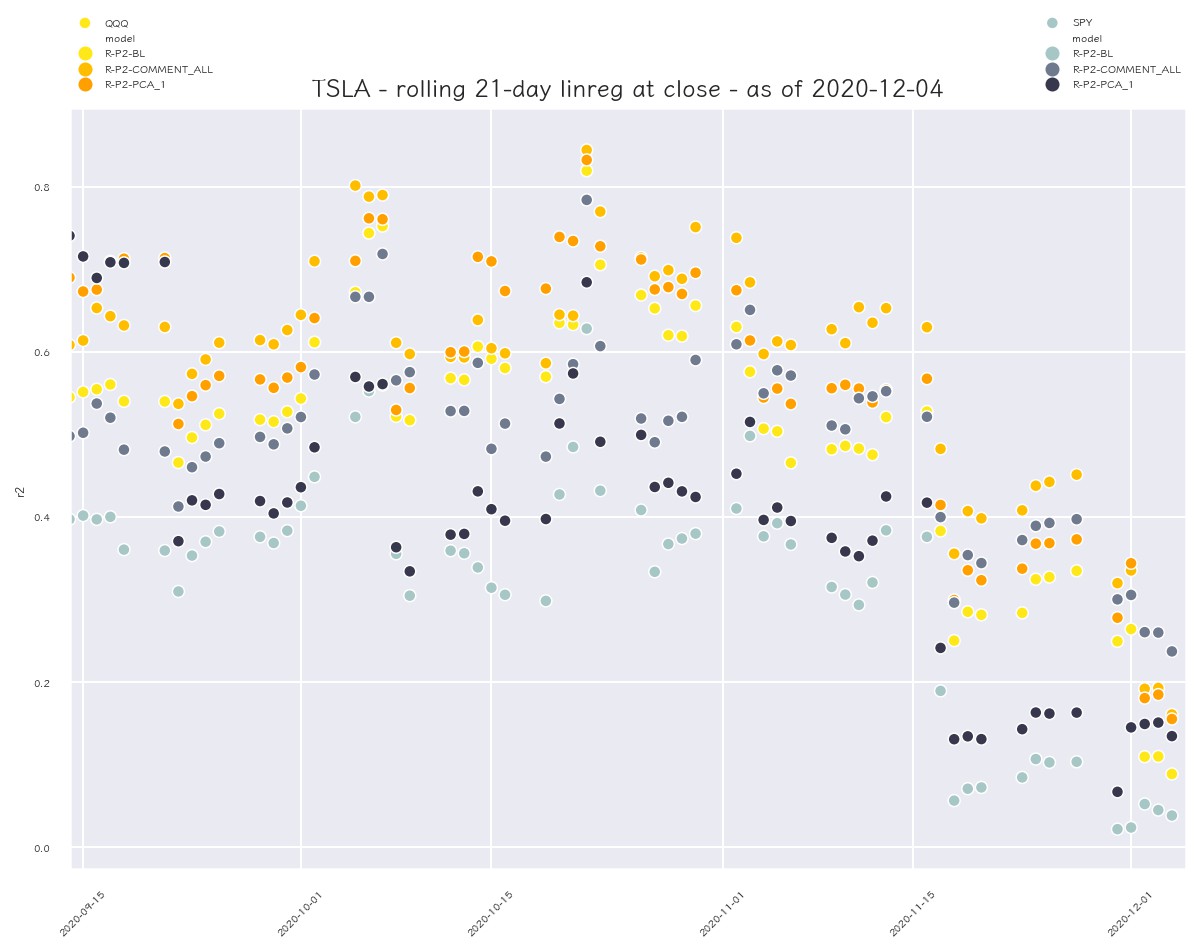 QQQ
model
R-P2-BL
R-P2-COMMENT_ALL
R-P2-PCA_1
SPY
model
R-P2-BL
R-P2-COMMENT_ALL
R-P2-PCA_1
TSLA - rolling 21-day linreg at close - as of 2020-12-04
0.8
0.6
0.4
0.2
0.0
r2
2020-09-15
2020-10-01
2020-10-15
2020-11-01
2020-11-15
2020-12-01